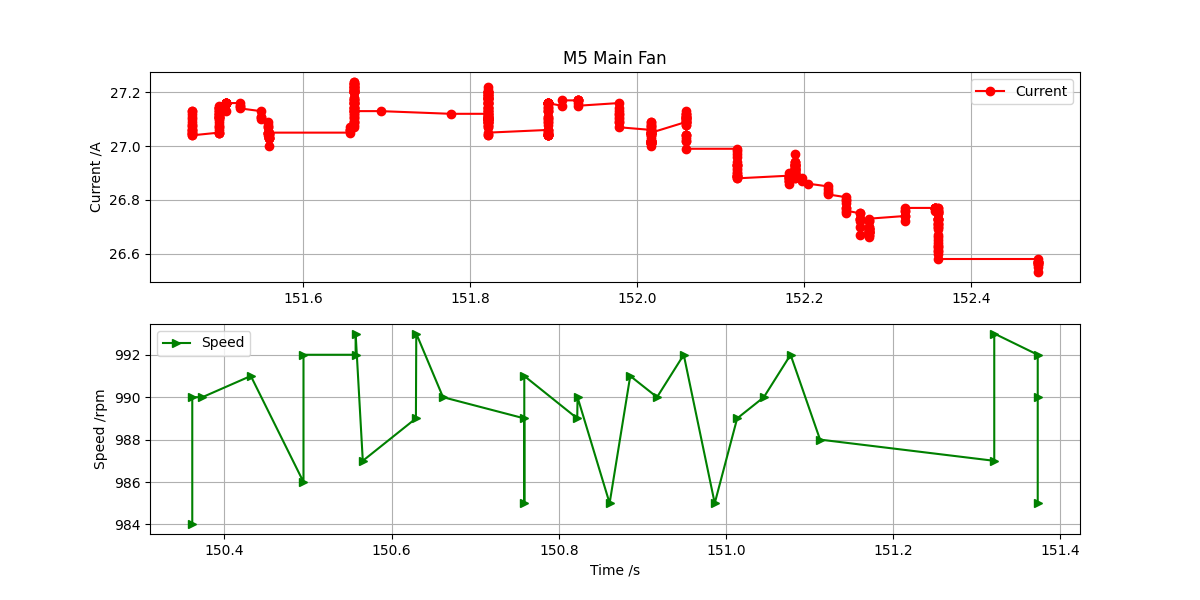 M5 Main Fan
Current /A
27.2
27.0
26.8
26.6
Current
151.6 151.8 152.0 152.2 152.4
Speed /rpm
992
990
988
986
984
Speed
150.4 150.6 150.8 151.0 151.2 151.4
Time /s